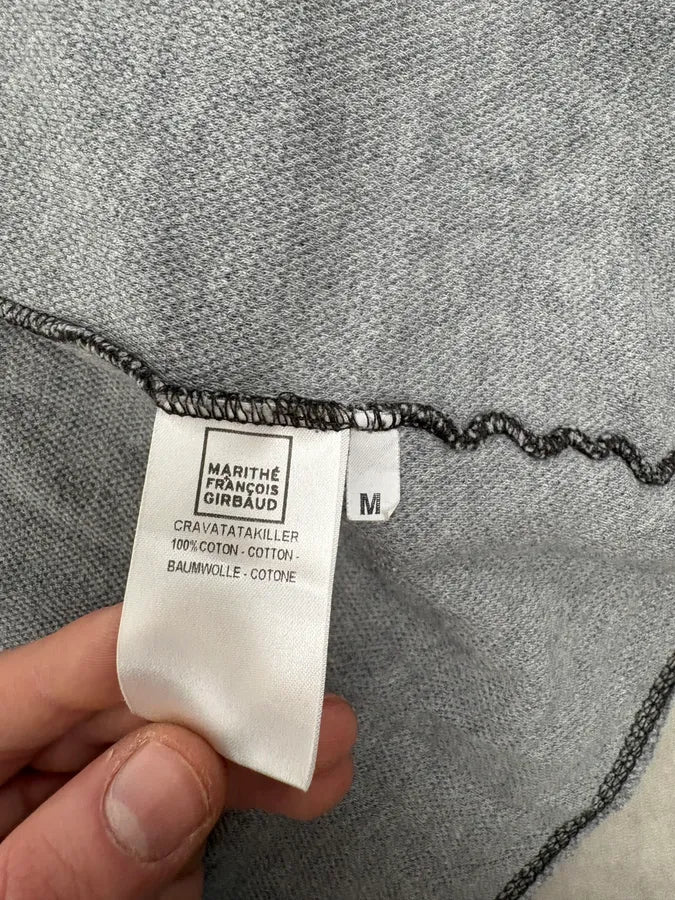 MARITHÉ
FRANÇOIS
GIRBAUD
CRAVATATAKILLER
100% COTON - COTTON -
BAUMWOLLE - COTONE
M